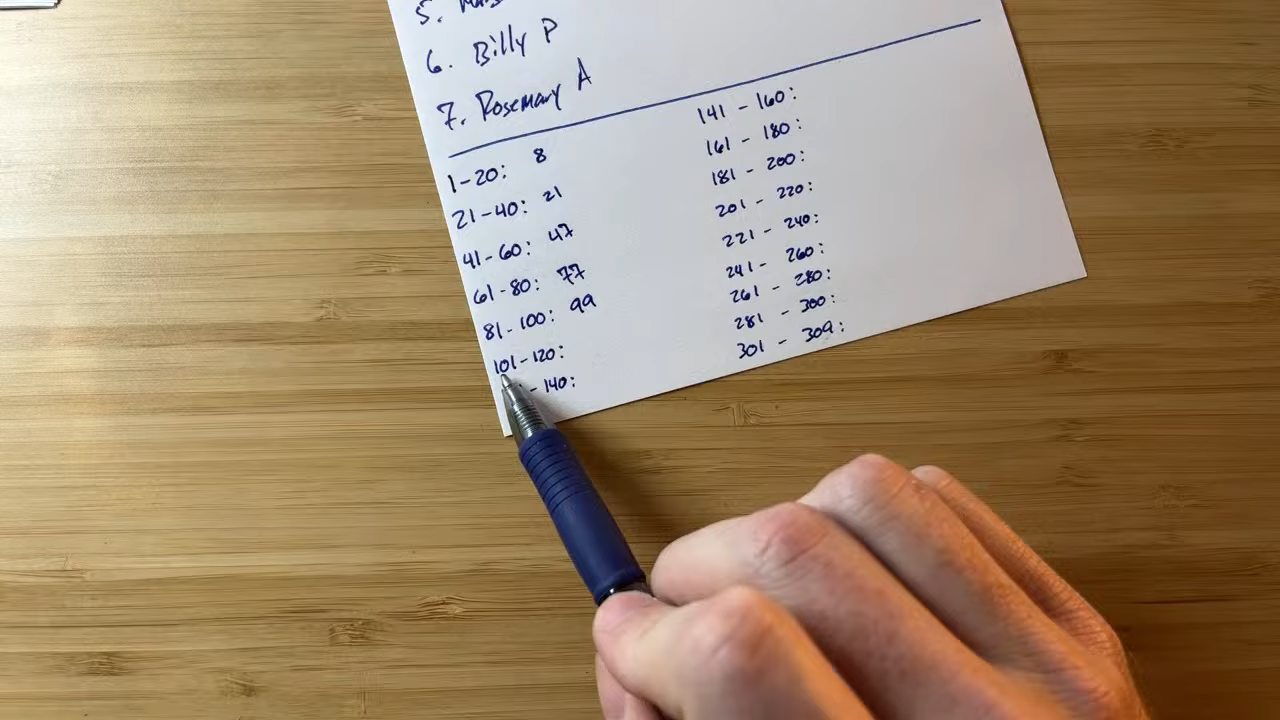 5.
6. Billy P
7. Rosemary A
1-20: 8
21-40: 21
41-60: 47
61-80: 77
81-100: 99
101-120:
- 140:
141 - 160:
161 - 180:
181 - 200:
201 - 220:
221 - 240:
241 - 260:
261 - 280:
281 - 300:
301 - 309: